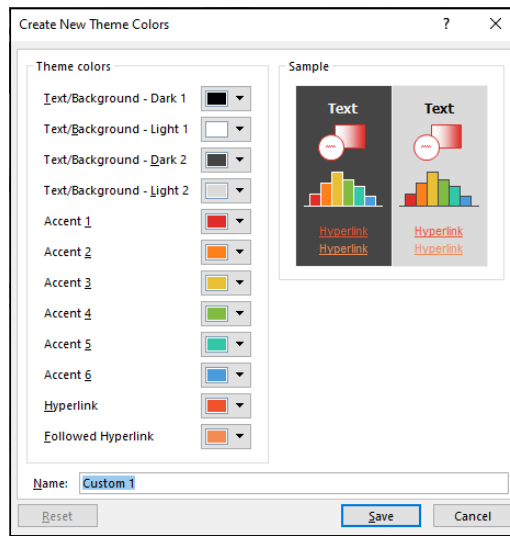 Create New Theme Colors ? ×
Theme colors
Text/Background - Dark 1
Text/Background - Light 1
Text/Background - Dark 2
Text/Background - Light 2
Accent 1
Accent 2
Accent 3
Accent 4
Accent 5
Accent 6
Hyperlink
Followed Hyperlink
Sample
Text Text
Hyperlink Hyperlink
Hyperlink Hyperlink
Name: Custom 1
Reset Save Cancel